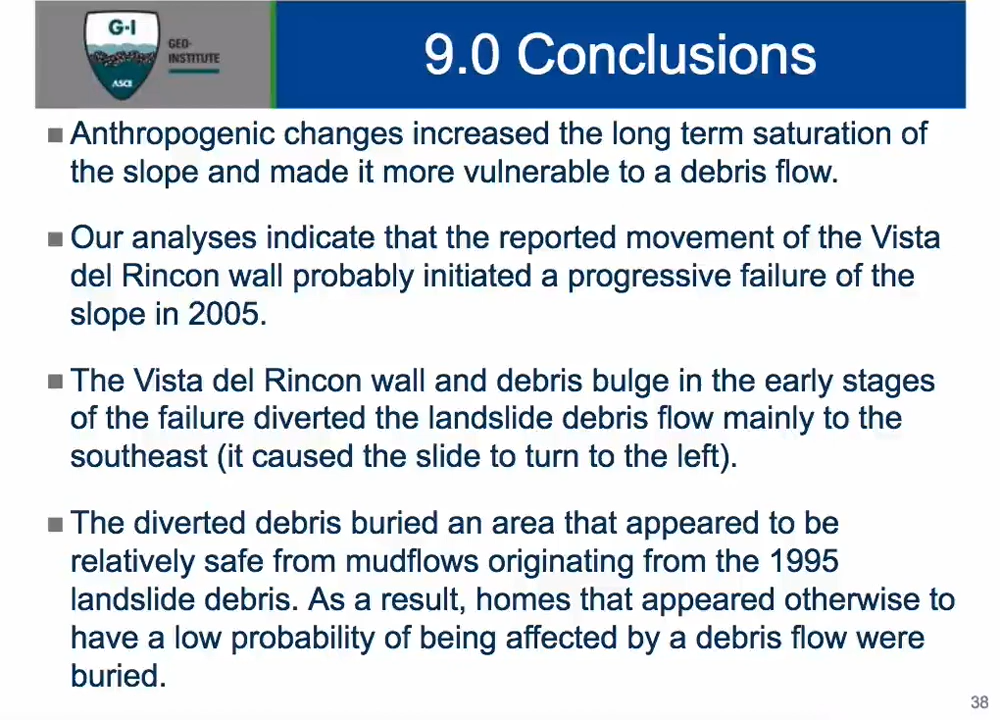 G-I
GEO-
INSTITUTE
ASCE
9.0 Conclusions
Anthropogenic changes increased the long term saturation of
the slope and made it more vulnerable to a debris flow.
Our analyses indicate that the reported movement of the Vista
del Rincon wall probably initiated a progressive failure of the
slope in 2005.
The Vista del Rincon wall and debris bulge in the early stages
of the failure diverted the landslide debris flow mainly to the
southeast (it caused the slide to turn to the left).
The diverted debris buried an area that appeared to be
relatively safe from mudflows originating from the 1995
landslide debris. As a result, homes that appeared otherwise to
have a low probability of being affected by a debris flow were
buried.
38